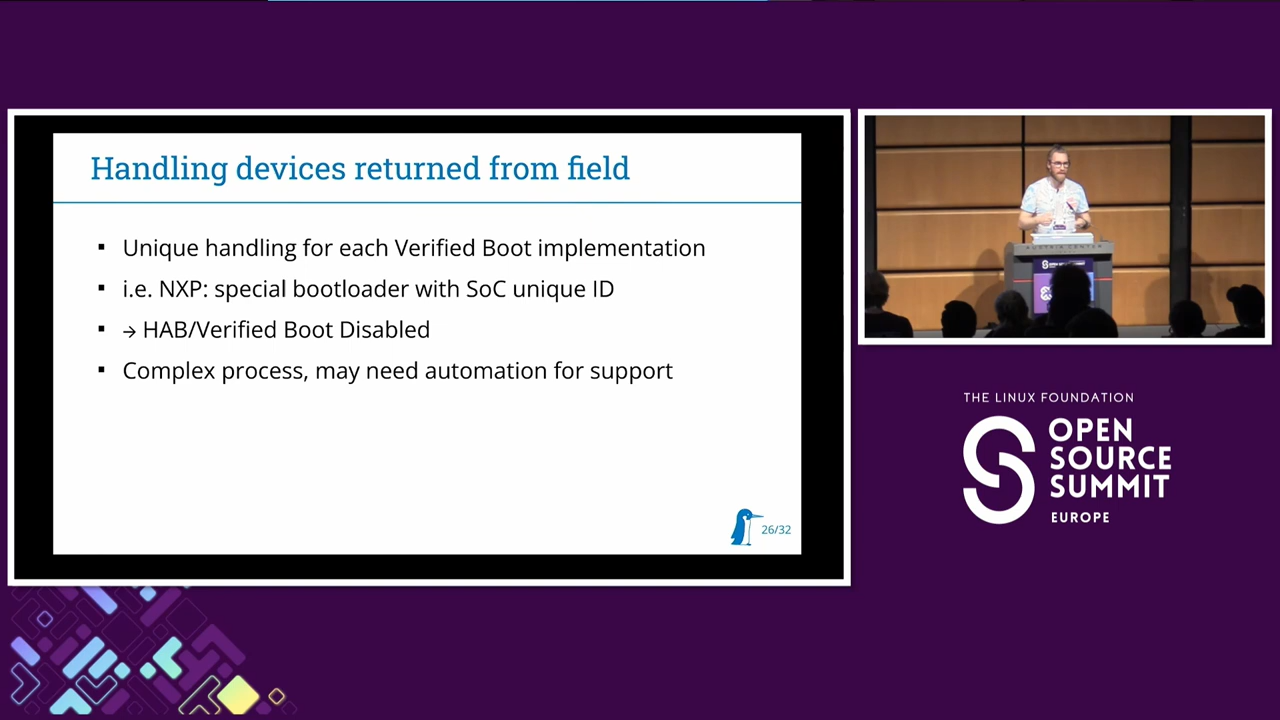 Handling devices returned from field
▪ Unique handling for each Verified Boot implementation
▪ i.e. NXP: special bootloader with SoC unique ID
▪ → HAB/Verified Boot Disabled
▪ Complex process, may need automation for support
26/32
AUSTRIA CENTER
THE LINUX FOUNDATION
OPEN
SOURCE
SUMMIT
EUROPE